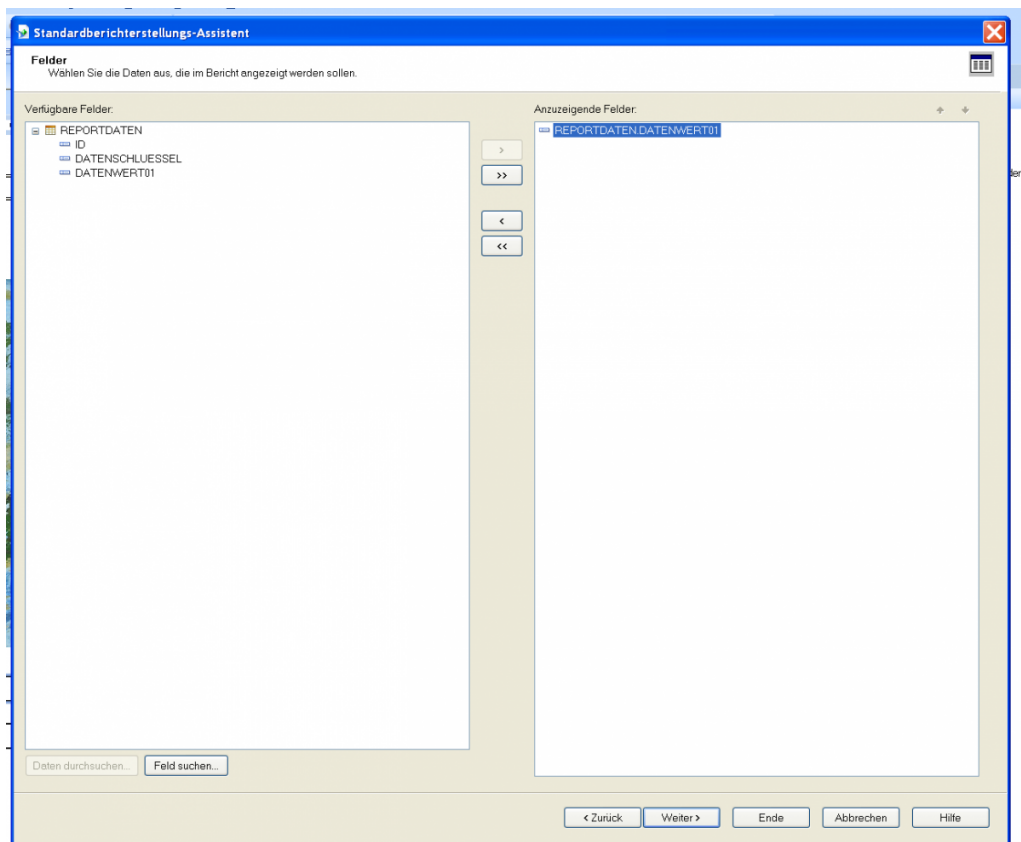 Standardberichterstellungs-Assistent
Felder
Wählen Sie die Daten aus, die im Bericht angezeigt werden sollen.
Verfügbare Felder:
Anzuzeigende Felder:
REPORTDATEN
ID
DATENSCHLUESSEL
DATENWERT01
REPORTDATEN.DATENWERT01
>
>>
<
<<
Daten durchsuchen...
Feld suchen...
< Zurück
Weiter >
Ende
Abbrechen
Hilfe